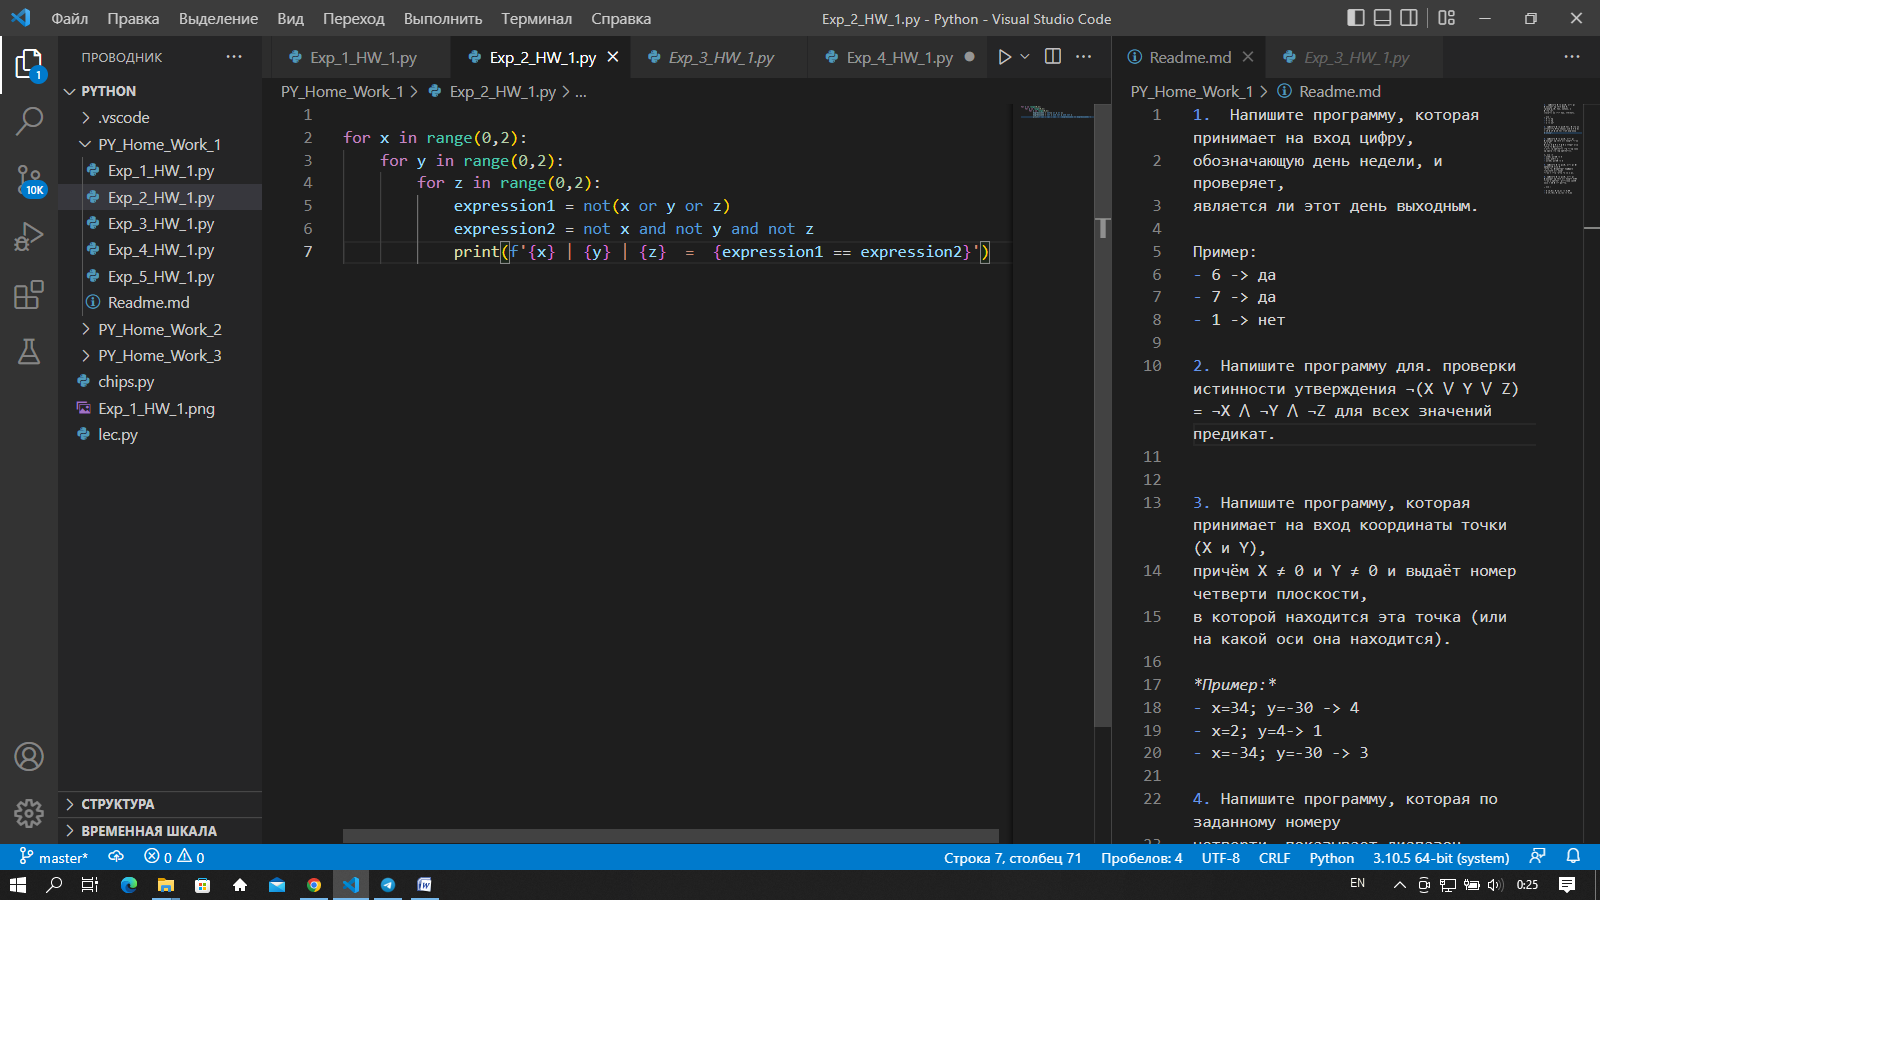 Файл Правка Выделение Вид Переход Выполнить Терминал Справка Exp_2_HW_1.py - Python - Visual Studio Code
ПРОВОДНИК
1
PYTHON
.vscode
PY_Home_Work_1
Exp_1_HW_1.py
Exp_2_HW_1.py
Exp_3_HW_1.py
Exp_4_HW_1.py
Exp_5_HW_1.py
Readme.md
PY_Home_Work_2
PY_Home_Work_3
chips.py
Exp_1_HW_1.png
lec.py
10K
СТРУКТУРА
ВРЕМЕННАЯ ШКАЛА
Exp_1_HW_1.py Exp_2_HW_1.py Exp_3_HW_1.py Exp_4_HW_1.py
PY_Home_Work_1 > Exp_2_HW_1.py > ...
1
2 for x in range(0,2):
3 for y in range(0,2):
4 for z in range(0,2):
5 expression1 = not(x or y or z)
6 expression2 = not x and not y and not z
7 print(f'{x} | {y} | {z}  =  {expression1 == expression2}')
Readme.md Exp_3_HW_1.py
PY_Home_Work_1 > Readme.md
1 1.  Напишите программу, которая
принимает на вход цифру,
2 обозначающую день недели, и
проверяет,
3 является ли этот день выходным.
4
5 Пример:
6 - 6 -> да
7 - 7 -> да
8 - 1 -> нет
9
10 2. Напишите программу для. проверки
истинности утверждения ¬(X ⋁ Y ⋁ Z)
= ¬X ⋀ ¬Y ⋀ ¬Z для всех значений
предикат.
11
12
13 3. Напишите программу, которая
принимает на вход координаты точки
(X и Y),
14 причём X ≠ 0 и Y ≠ 0 и выдаёт номер
четверти плоскости,
15 в которой находится эта точка (или
на какой оси она находится).
16
17 *Пример:*
18 - x=34; y=-30 -> 4
19 - x=2; y=4-> 1
20 - x=-34; y=-30 -> 3
21
22 4. Напишите программу, которая по
заданному номеру
master* 0 0 Строка 7, столбец 71 Пробелов: 4 UTF-8 CRLF Python 3.10.5 64-bit (system)
EN 0:25